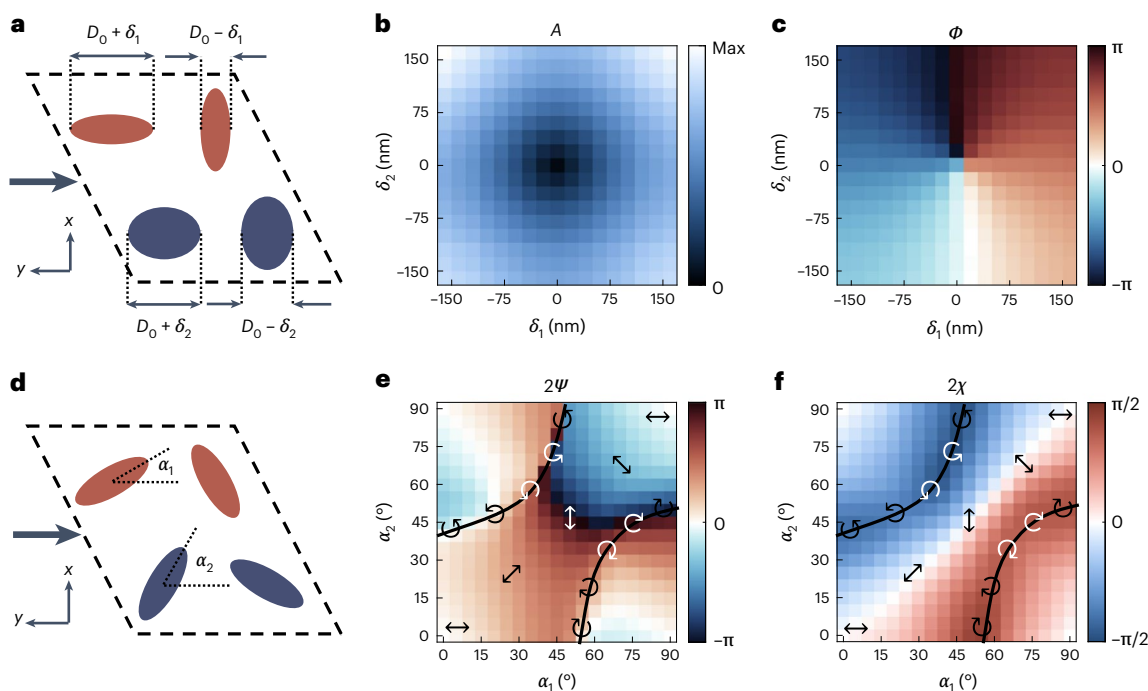 a
D₀ + δ₁ D₀ − δ₁
x
y
D₀ + δ₂ D₀ − δ₂
b
A
150
75
0
−75
−150
δ₂ (nm)
−150 −75 0 75 150
δ₁ (nm)
Max
0
c
Φ
150
75
0
−75
−150
δ₂ (nm)
−150 −75 0 75 150
δ₁ (nm)
π
−π
d
α₁
α₂
x
y
e
2Ψ
90
75
60
45
30
15
0
α₂ (°)
0 15 30 45 60 75 90
α₁ (°)
π
0
−π
f
2χ
90
75
60
45
30
15
0
α₂ (°)
0 15 30 45 60 75 90
α₁ (°)
π/2
0
−π/2